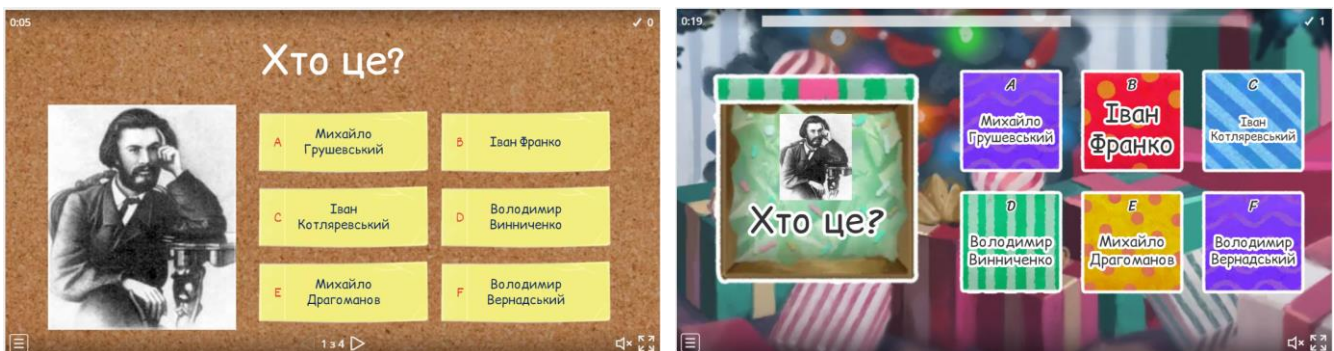 0:05
✓ 0
Хто це?
A
Михайло
Грушевський
B
Іван Франко
C
Іван
Котляревський
D
Володимир
Винниченко
E
Михайло
Драгоманов
F
Володимир
Вернадський
1 з 4
0:19
✓ 1
Хто це?
A
Михайло
Грушевський
B
Іван
Франко
C
Іван
Котляревський
D
Володимир
Винниченко
E
Михайло
Драгоманов
F
Володимир
Вернадський